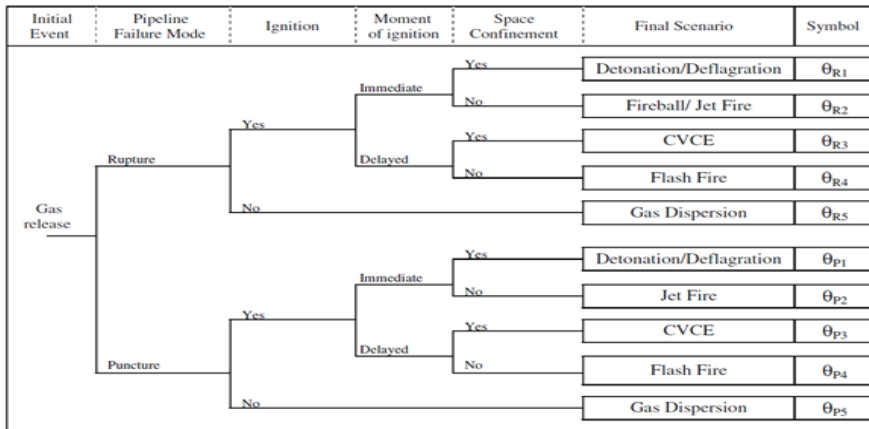 Initial Event Pipeline Failure Mode Ignition Moment of ignition Space Confinement Final Scenario Symbol
Yes Detonation/Deflagration θR1
Immediate
No Fireball/ Jet Fire θR2
Yes
Yes CVCE θR3
Rupture Delayed
No Flash Fire θR4
Gas release
No Gas Dispersion θR5
Yes Detonation/Deflagration θP1
Immediate
No Jet Fire θP2
Yes
Yes CVCE θP3
Delayed
Puncture No Flash Fire θP4
No Gas Dispersion θP5